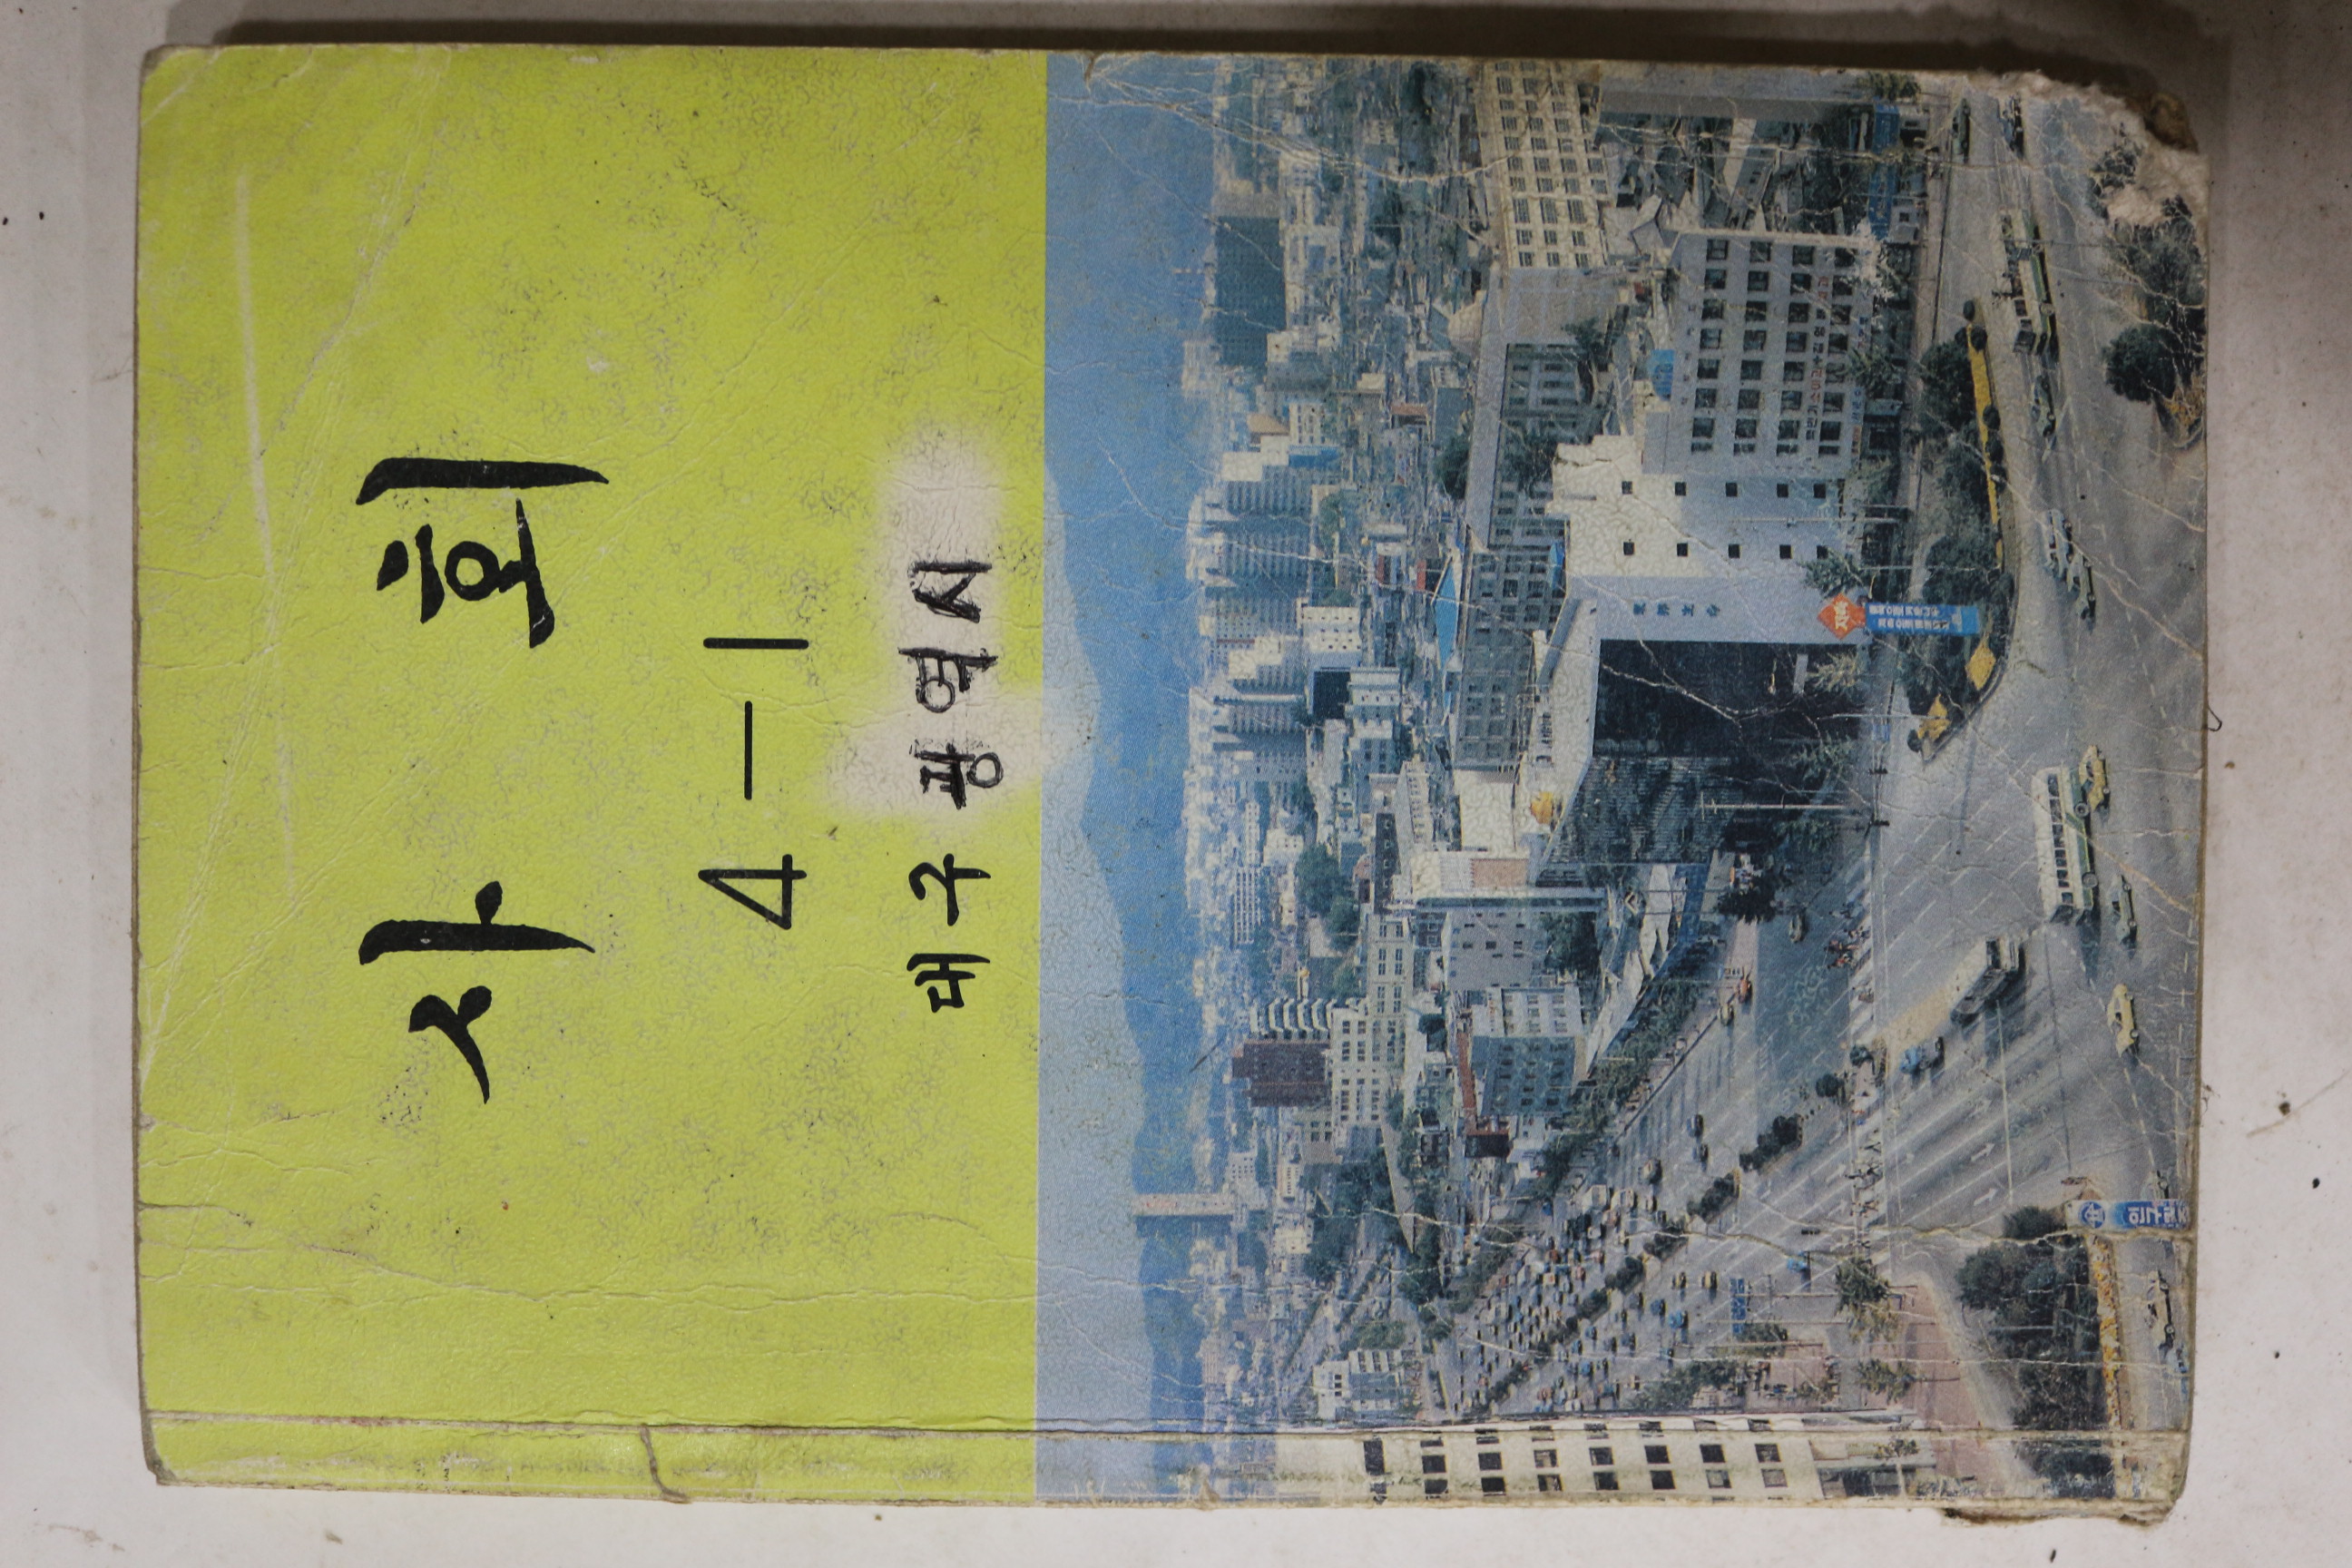 사 회
4-1
대구 광역시